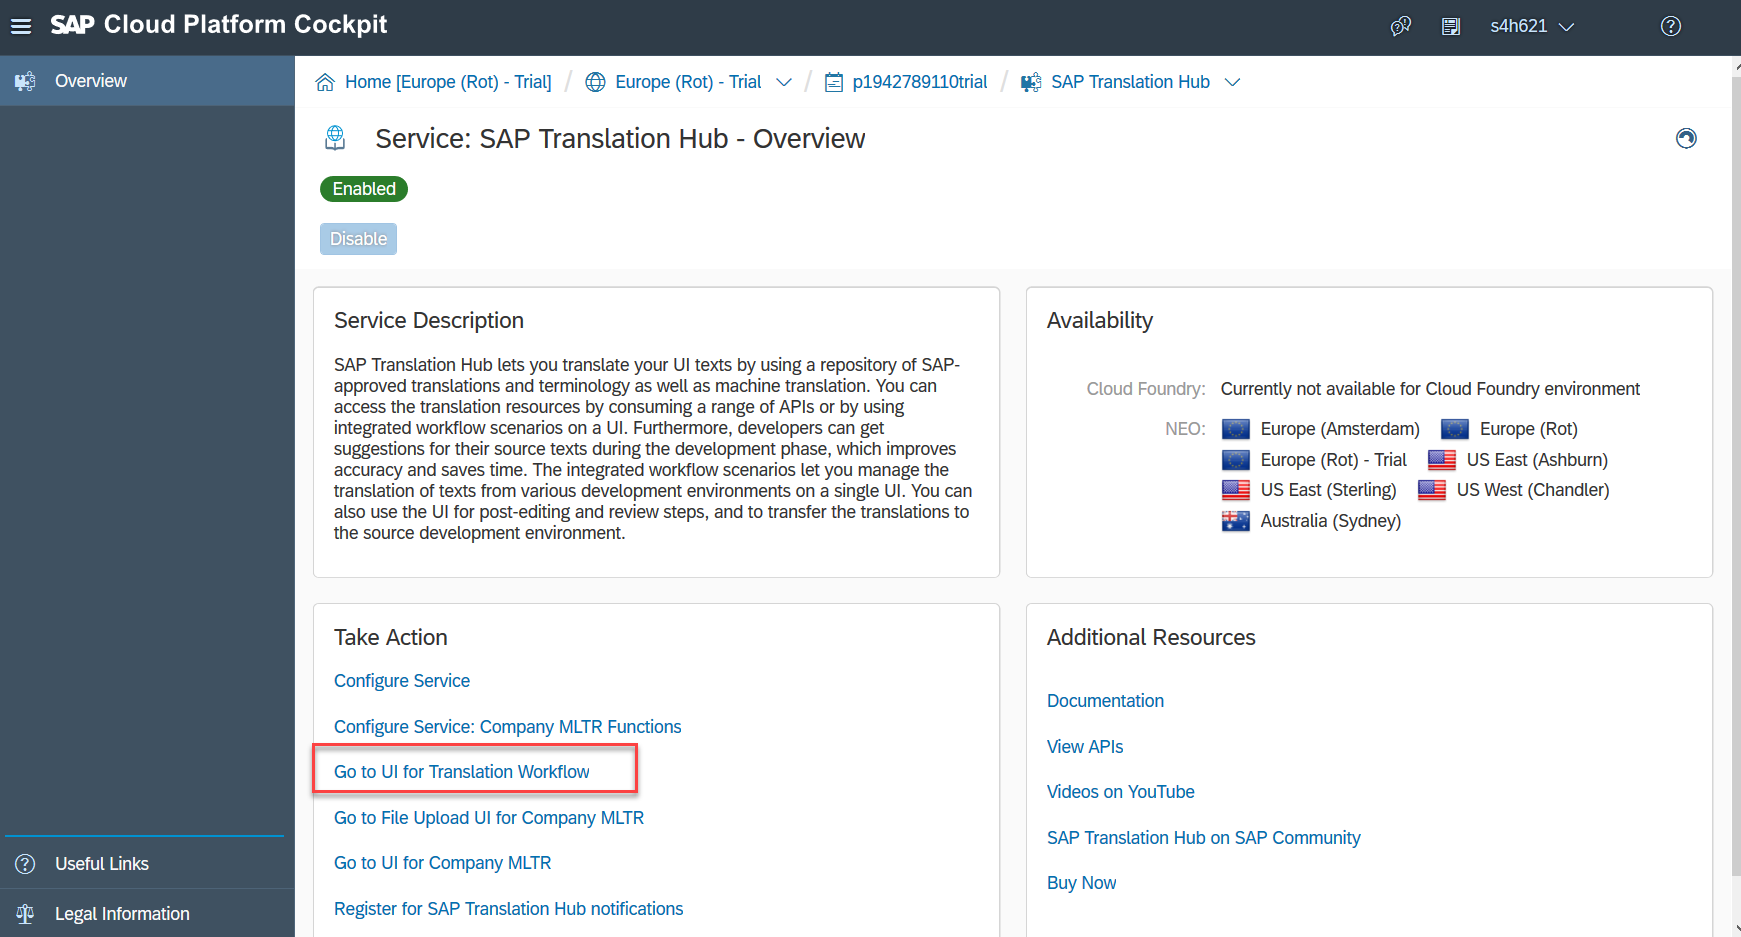 SAP Cloud Platform Cockpit
s4h621
Overview
Home [Europe (Rot) - Trial] / Europe (Rot) - Trial / p1942789110trial / SAP Translation Hub
Service: SAP Translation Hub - Overview
Enabled
Disable
Service Description
SAP Translation Hub lets you translate your UI texts by using a repository of SAP-
approved translations and terminology as well as machine translation. You can
access the translation resources by consuming a range of APIs or by using
integrated workflow scenarios on a UI. Furthermore, developers can get
suggestions for their source texts during the development phase, which improves
accuracy and saves time. The integrated workflow scenarios let you manage the
translation of texts from various development environments on a single UI. You can
also use the UI for post-editing and review steps, and to transfer the translations to
the source development environment.
Availability
Cloud Foundry: Currently not available for Cloud Foundry environment
NEO: Europe (Amsterdam) Europe (Rot)
Europe (Rot) - Trial US East (Ashburn)
US East (Sterling) US West (Chandler)
Australia (Sydney)
Take Action
Configure Service
Configure Service: Company MLTR Functions
Go to UI for Translation Workflow
Go to File Upload UI for Company MLTR
Go to UI for Company MLTR
Register for SAP Translation Hub notifications
Additional Resources
Documentation
View APIs
Videos on YouTube
SAP Translation Hub on SAP Community
Buy Now
Useful Links
Legal Information